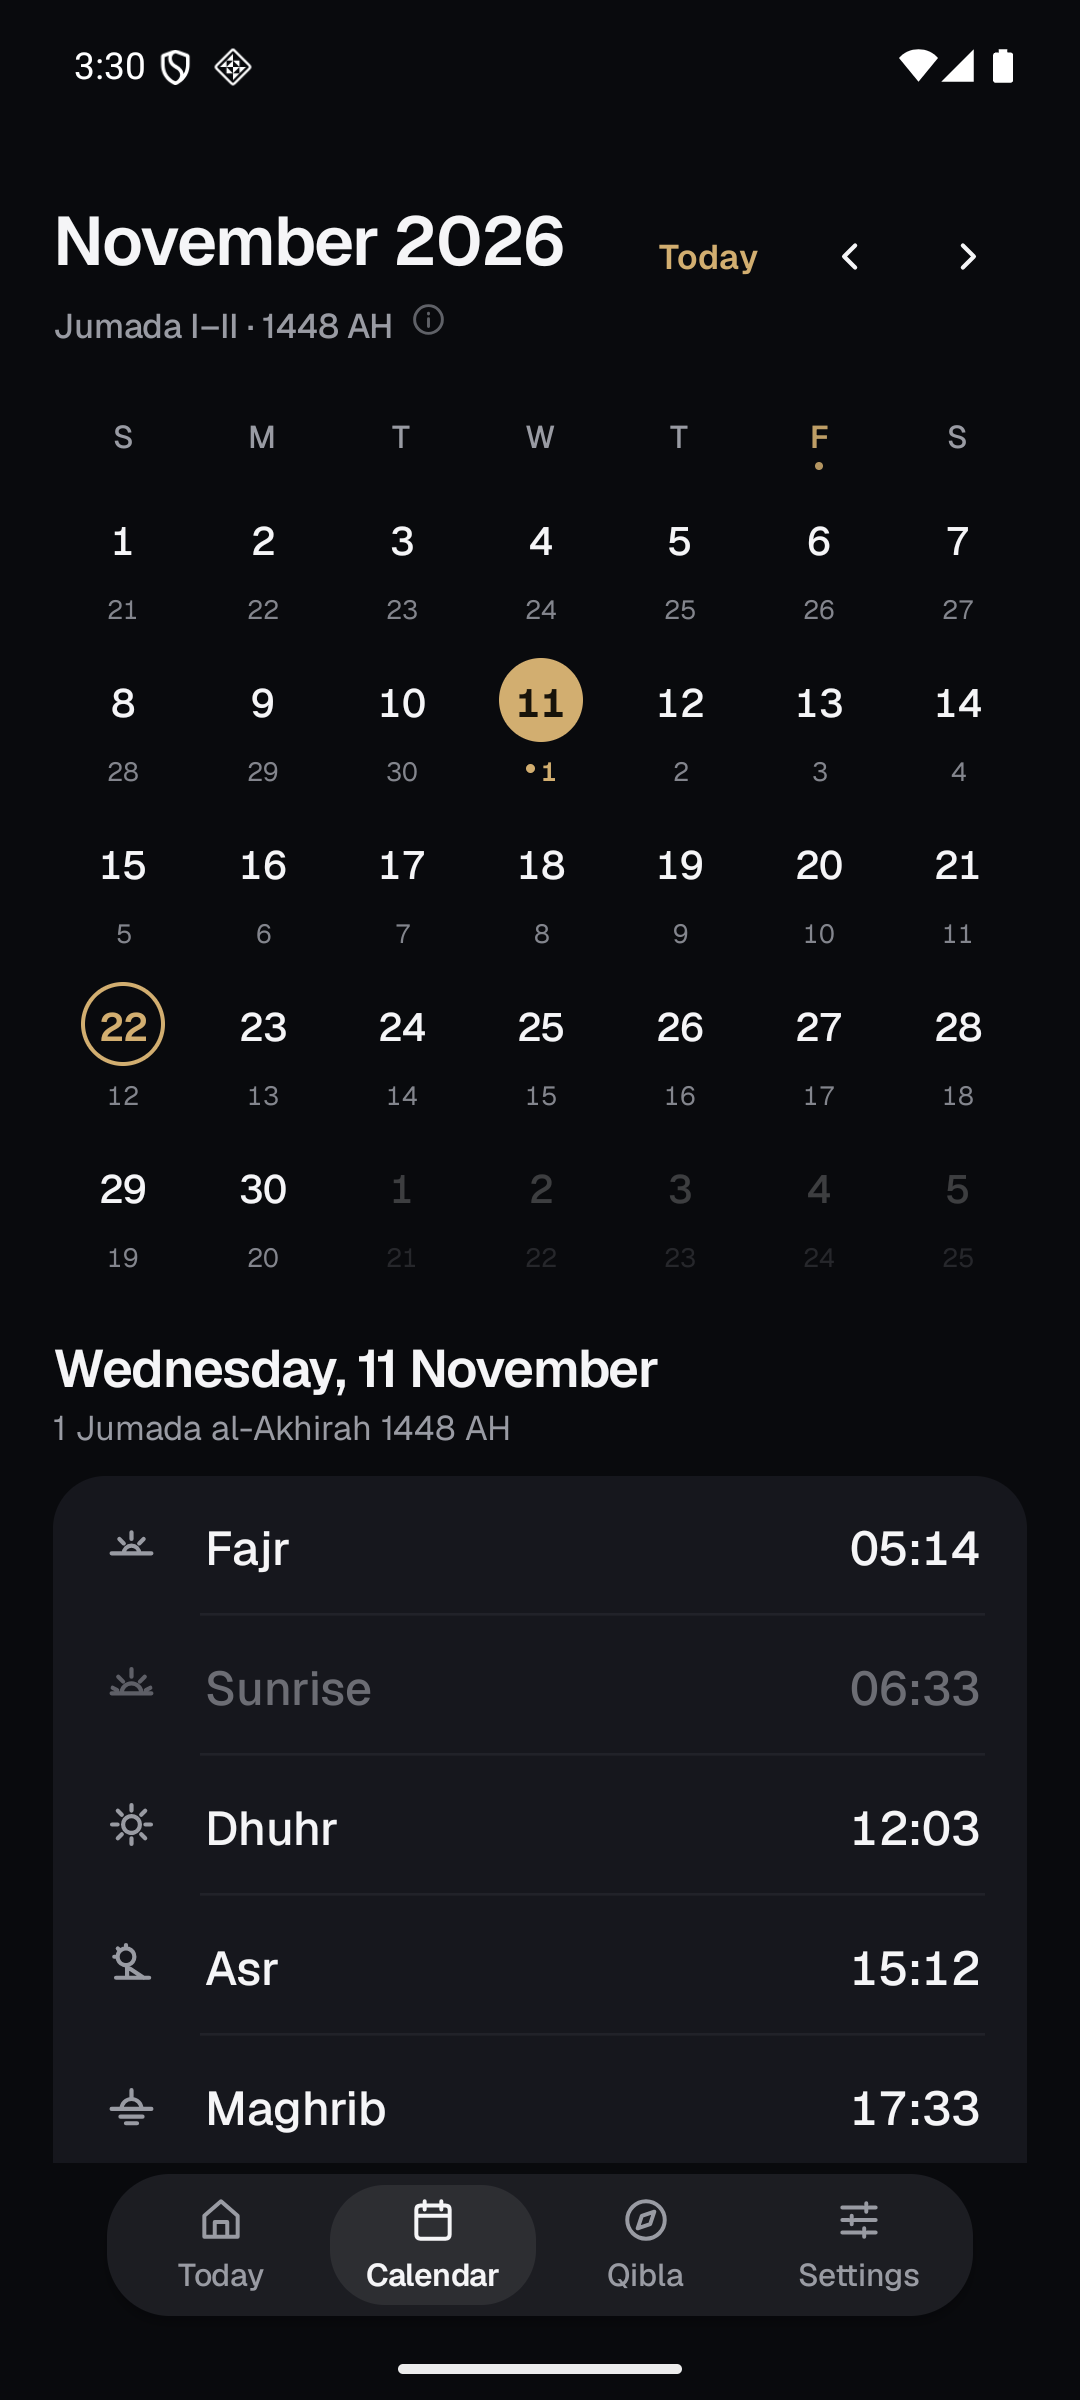 3:30
November 2026
Today
Jumada I–II · 1448 AH
S M T W T F S
1 2 3 4 5 6 7
21 22 23 24 25 26 27
8 9 10 11 12 13 14
28 29 30 1 2 3 4
15 16 17 18 19 20 21
5 6 7 8 9 10 11
22 23 24 25 26 27 28
12 13 14 15 16 17 18
29 30 1 2 3 4 5
19 20 21 22 23 24 25
Wednesday, 11 November
1 Jumada al-Akhirah 1448 AH
Fajr 05:14
Sunrise 06:33
Dhuhr 12:03
Asr 15:12
Maghrib 17:33
Today Calendar Qibla Settings